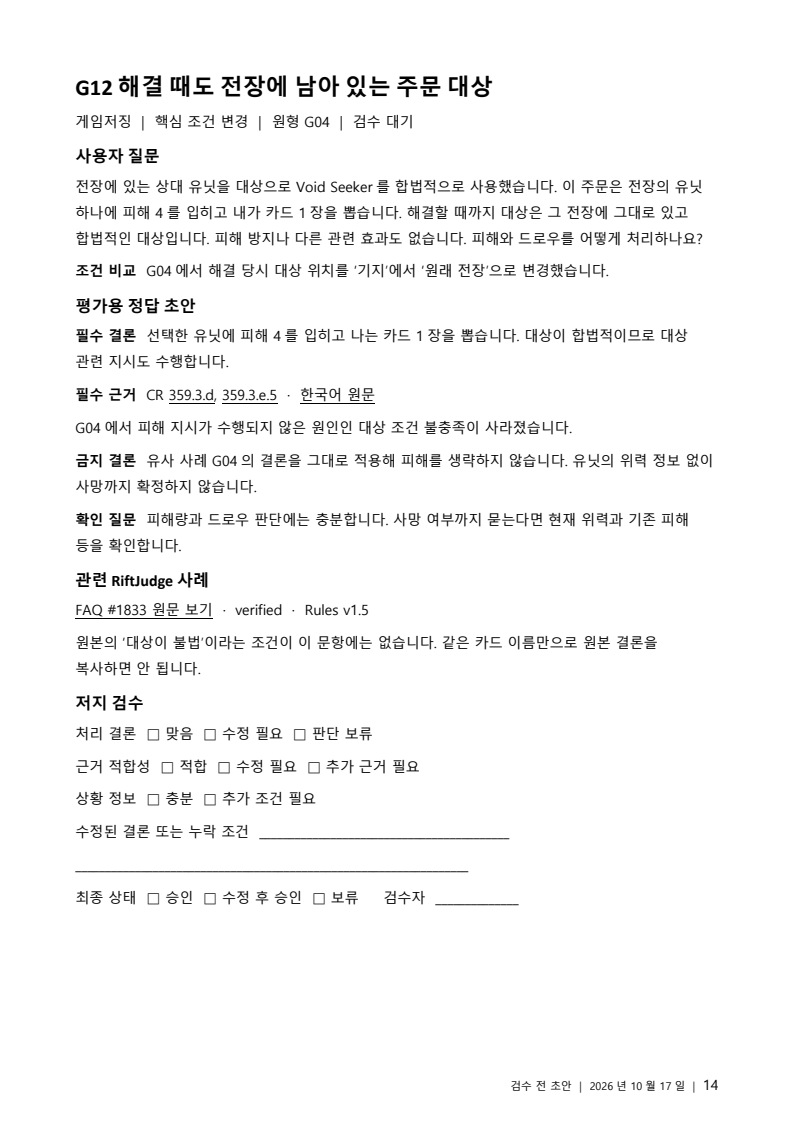 G12 해결 때도 전장에 남아 있는 주문 대상
게임저징 | 핵심 조건 변경 | 원형 G04 | 검수 대기
사용자 질문
전장에 있는 상대 유닛을 대상으로 Void Seeker를 합법적으로 사용했습니다. 이 주문은 전장의 유닛
하나에 피해 4를 입히고 내가 카드 1장을 뽑습니다. 해결할 때까지 대상은 그 전장에 그대로 있고
합법적인 대상입니다. 피해 방지나 다른 관련 효과도 없습니다. 피해와 드로우를 어떻게 처리하나요?
조건 비교 G04에서 해결 당시 대상 위치를 '기지'에서 '원래 전장'으로 변경했습니다.
평가용 정답 초안
필수 결론 선택한 유닛에 피해 4를 입히고 나는 카드 1장을 뽑습니다. 대상이 합법적이므로 대상
관련 지시도 수행합니다.
필수 근거 CR 359.3.d, 359.3.e.5 · 한국어 원문
G04에서 피해 지시가 수행되지 않은 원인인 대상 조건 불충족이 사라졌습니다.
금지 결론 유사 사례 G04의 결론을 그대로 적용해 피해를 생략하지 않습니다. 유닛의 위력 정보 없이
사망까지 확정하지 않습니다.
확인 질문 피해량과 드로우 판단에는 충분합니다. 사망 여부까지 묻는다면 현재 위력과 기존 피해
등을 확인합니다.
관련 RiftJudge 사례
FAQ #1833 원문 보기 · verified · Rules v1.5
원본의 '대상이 불법'이라는 조건이 이 문항에는 없습니다. 같은 카드 이름만으로 원본 결론을
복사하면 안 됩니다.
저지 검수
처리 결론 □ 맞음 □ 수정 필요 □ 판단 보류
근거 적합성 □ 적합 □ 수정 필요 □ 추가 근거 필요
상황 정보 □ 충분 □ 추가 조건 필요
수정된 결론 또는 누락 조건 ______________________________
_______________________________________________
최종 상태 □ 승인 □ 수정 후 승인 □ 보류 검수자 __________
검수 전 초안 | 2026년 10월 17일 | 14